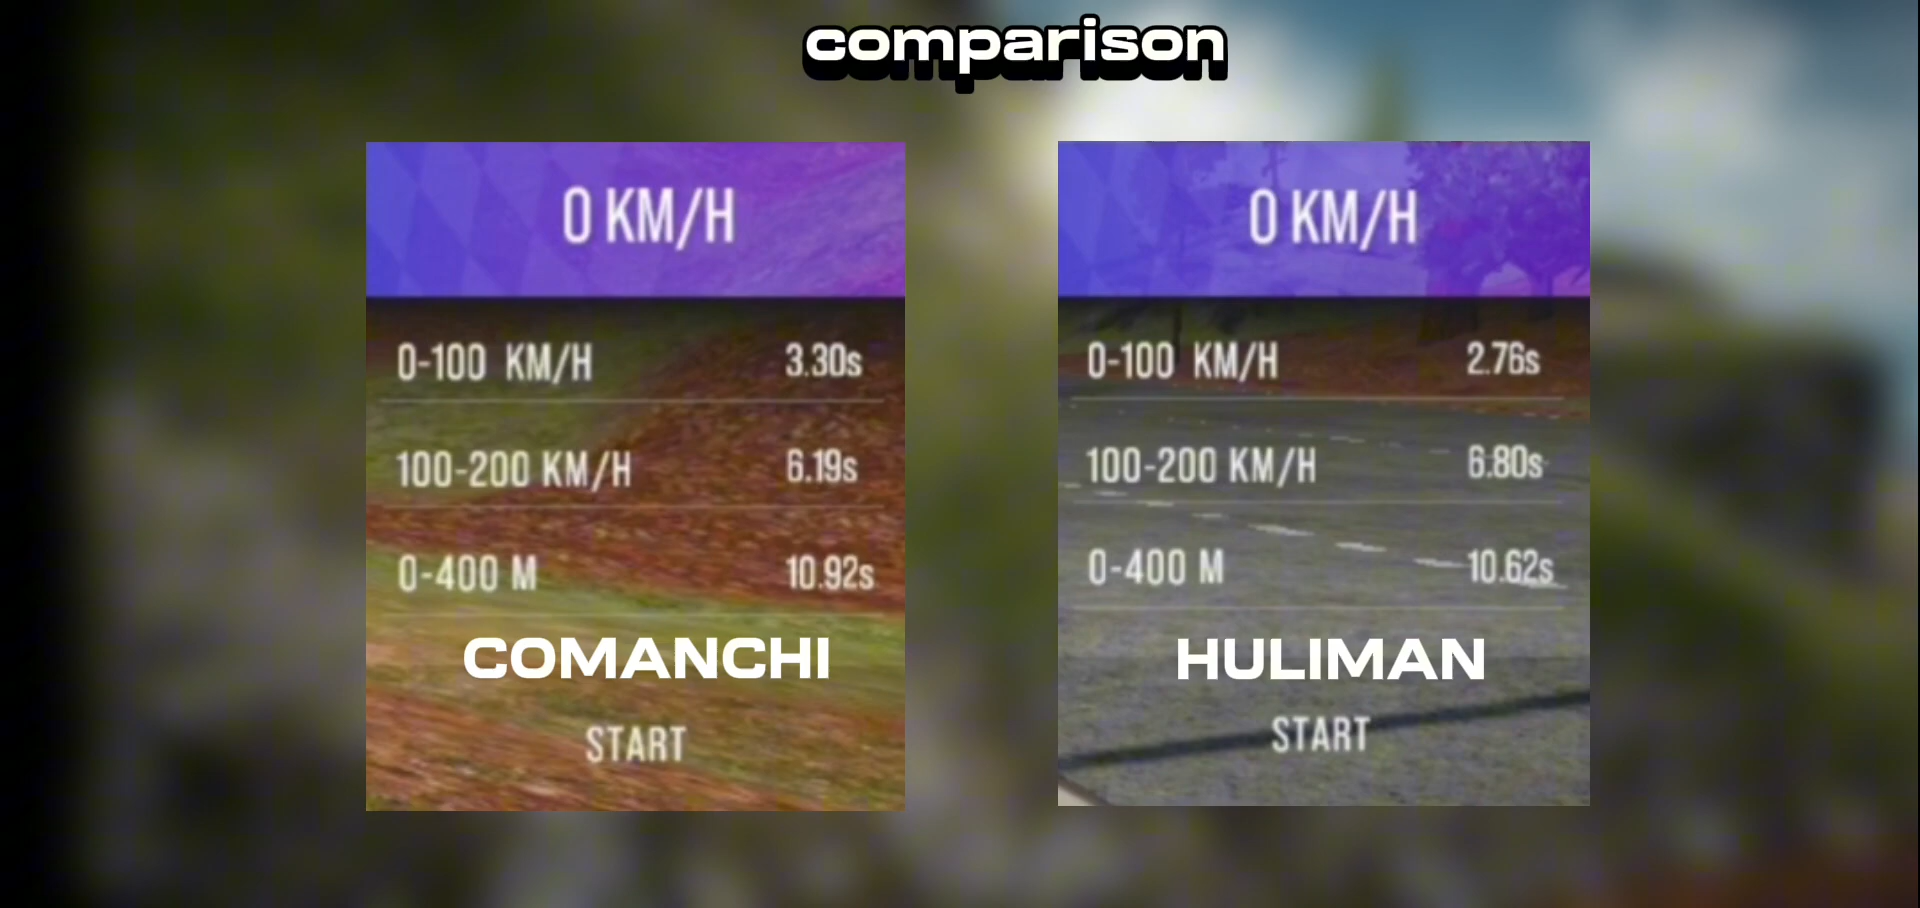 comparison
0 KM/H
0-100 KM/H 3.30s
100-200 KM/H 6.19s
0-400 M 10.92s
COMANCHI
START
0 KM/H
0-100 KM/H 2.76s
100-200 KM/H 6.80s
0-400 M 10.62s
HULIMAN
START